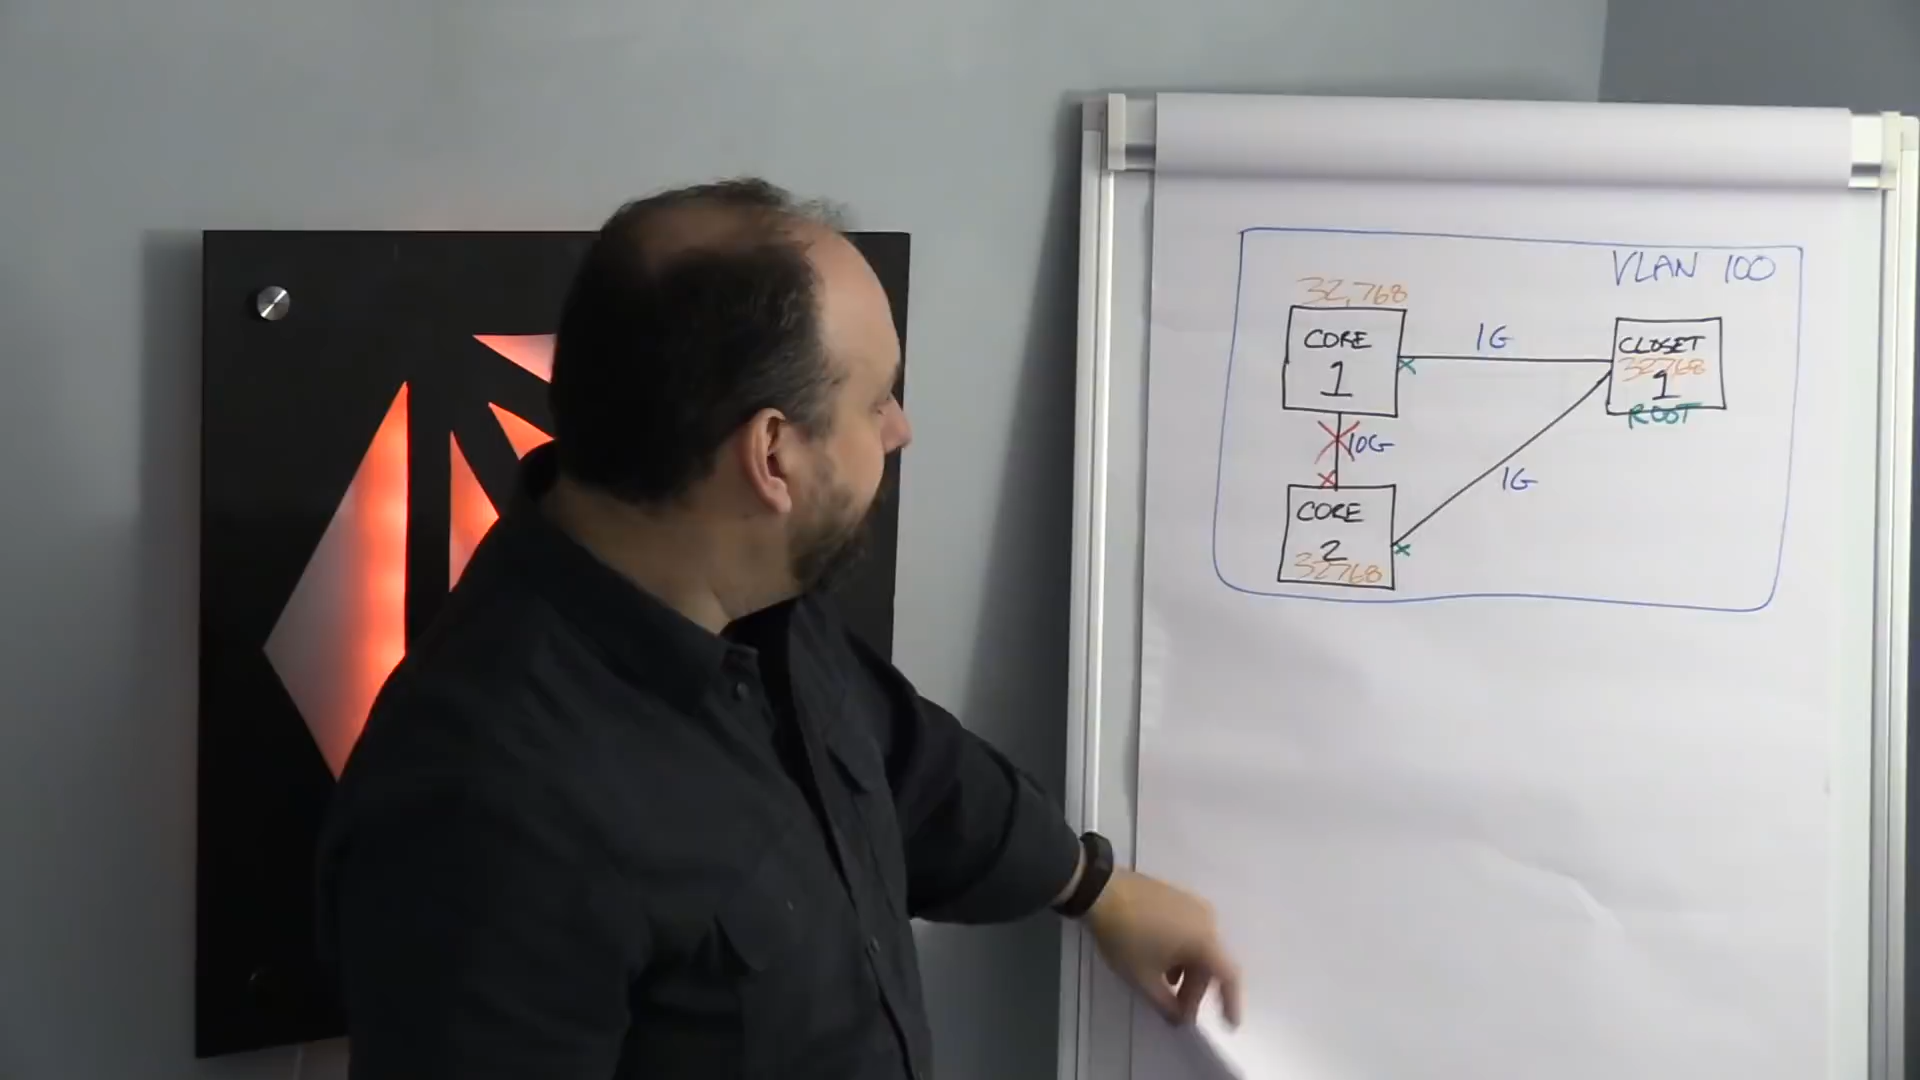 VLAN 100
32,768
CORE
1
1G
CLOSET
32768
1
ROOT
10G
1G
CORE
2
32768